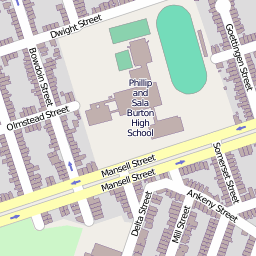 Dwight Street
Goettingen Street
Bowdoin Street
Phillip
and
Sala
Burton
High
School
Olmstead Street
Mansell Street
Mansell Street
Somerset Street
Ankeny Street
Delta Street
Mill Street